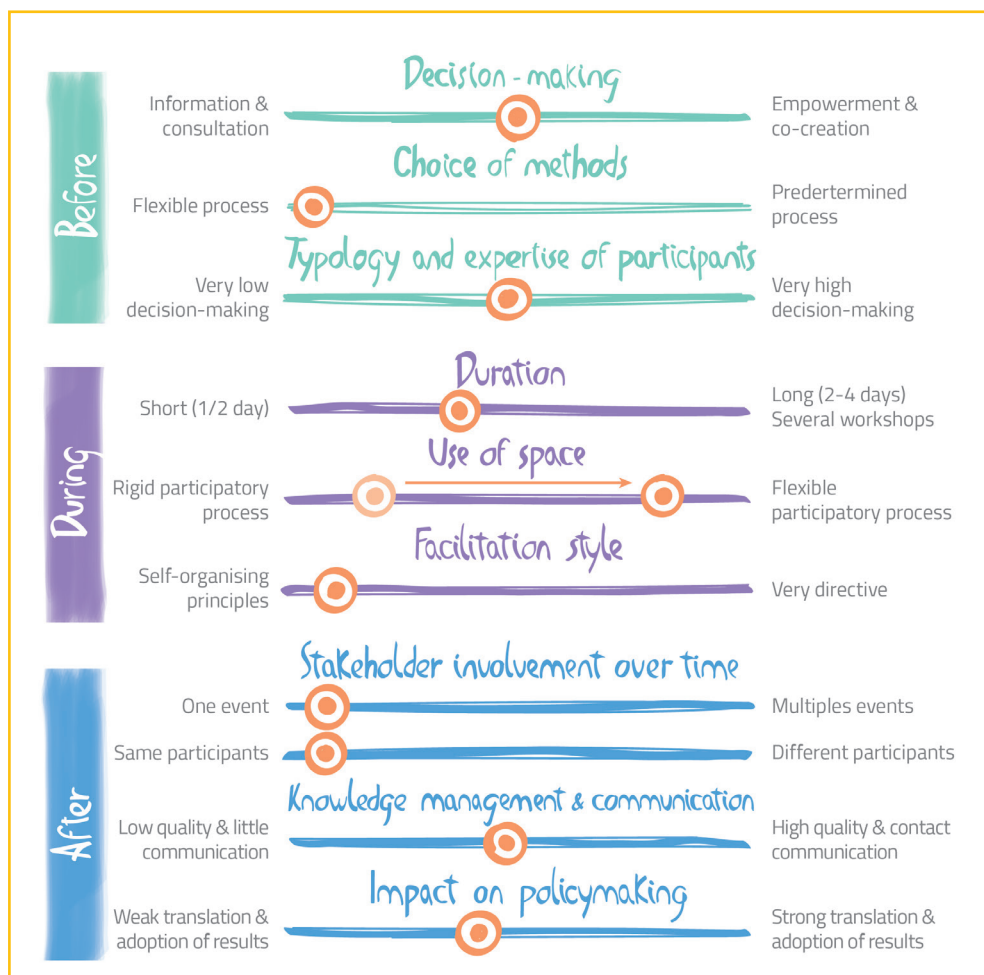 Before
Decision-making
Information &
consultation
Empowerment &
co-creation
Choice of methods
Flexible process
Predertermined
process
Typology and expertise of participants
Very low
decision-making
Very high
decision-making
During
Duration
Short (1/2 day)
Long (2-4 days)
Several workshops
Use of space
Rigid participatory
process
Flexible
participatory process
Facilitation style
Self-organising
principles
Very directive
After
Stakeholder involvement over time
One event
Multiples events
Same participants
Different participants
Knowledge management & communication
Low quality & little
communication
High quality & contact
communication
Impact on policymaking
Weak translation &
adoption of results
Strong translation &
adoption of results